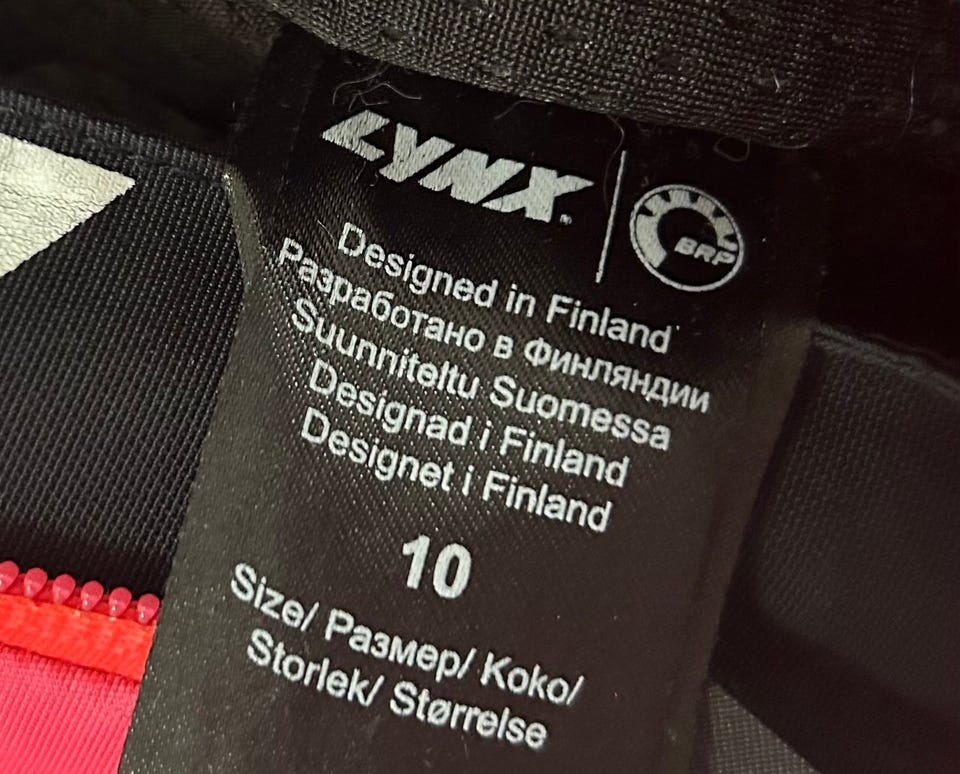 LYNX. BRP
Designed in Finland
Разработано в Финляндии
Suunniteltu Suomessa
Designad i Finland
Designet i Finland
10
Size/ Размер/ Koko/
Storlek/ Størrelse